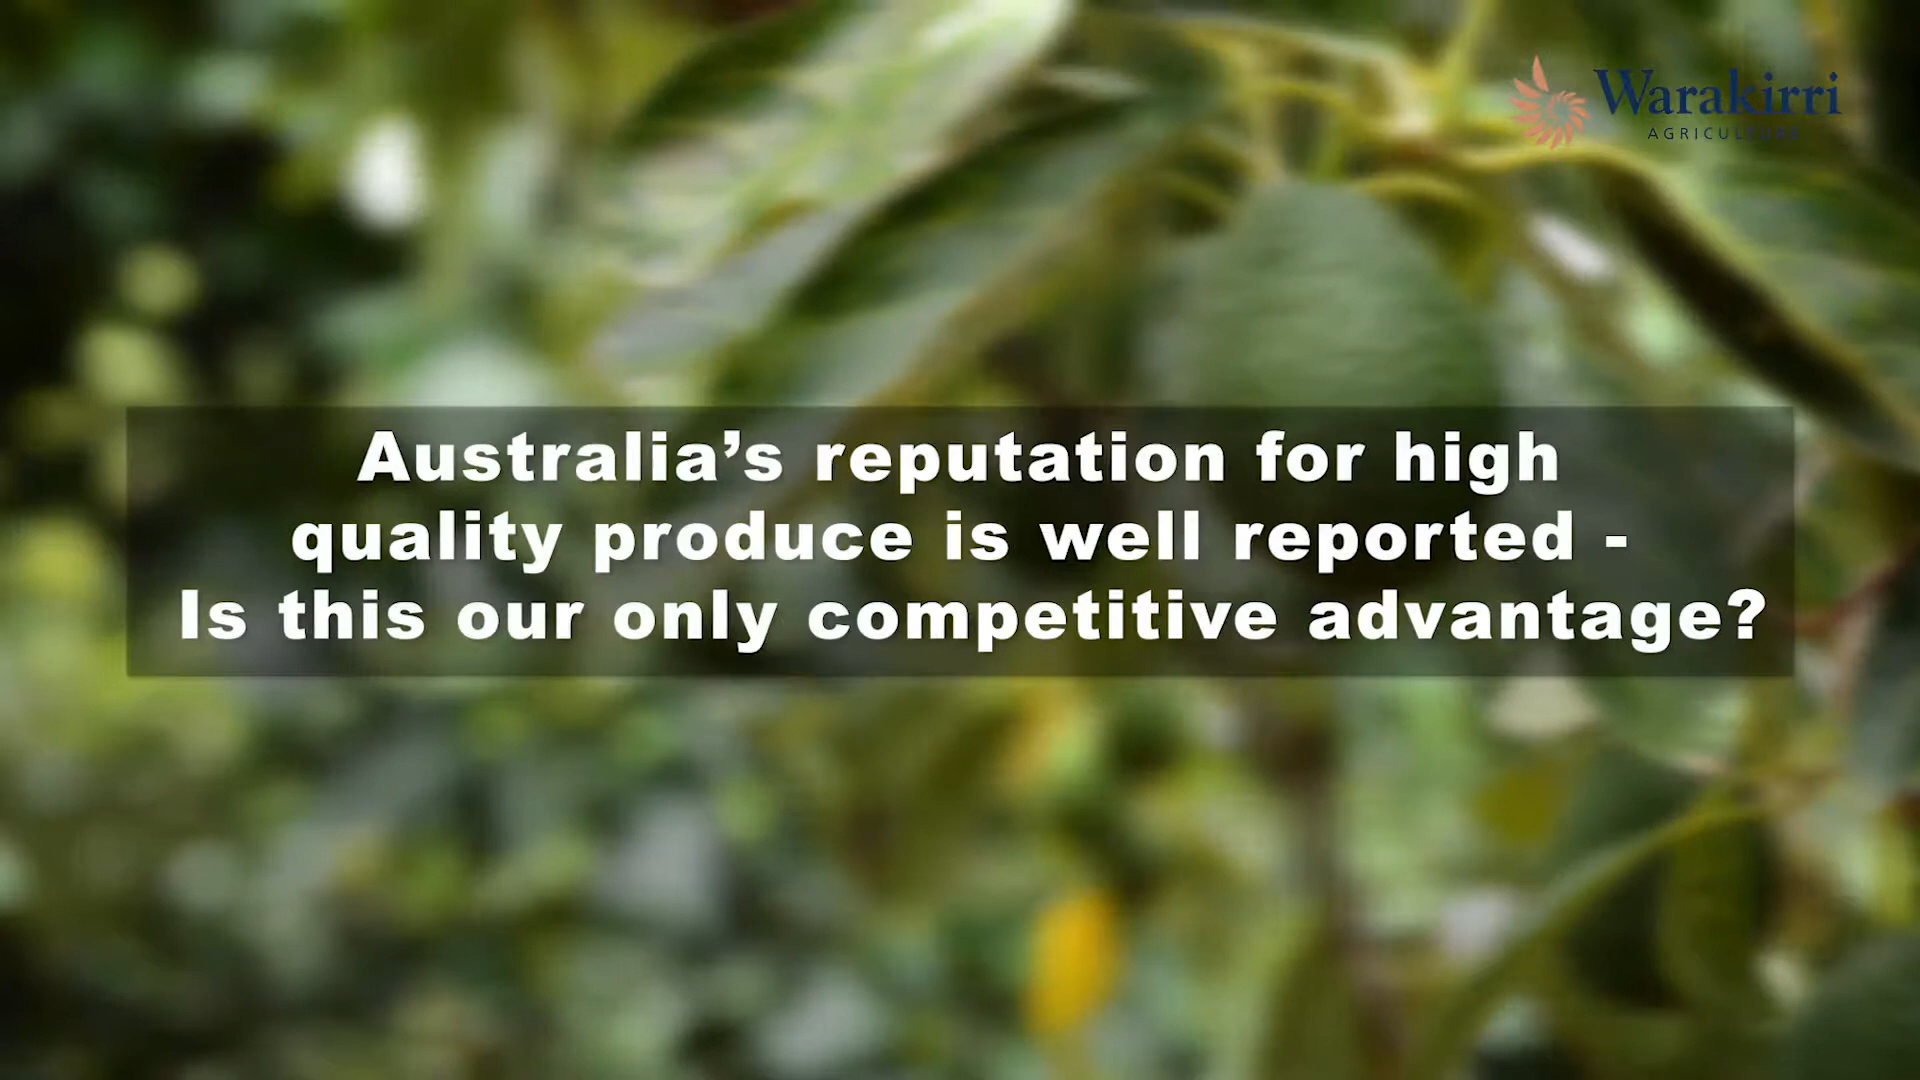 Warakirri
AGRICULTURE
Australia’s reputation for high
quality produce is well reported -
Is this our only competitive advantage?